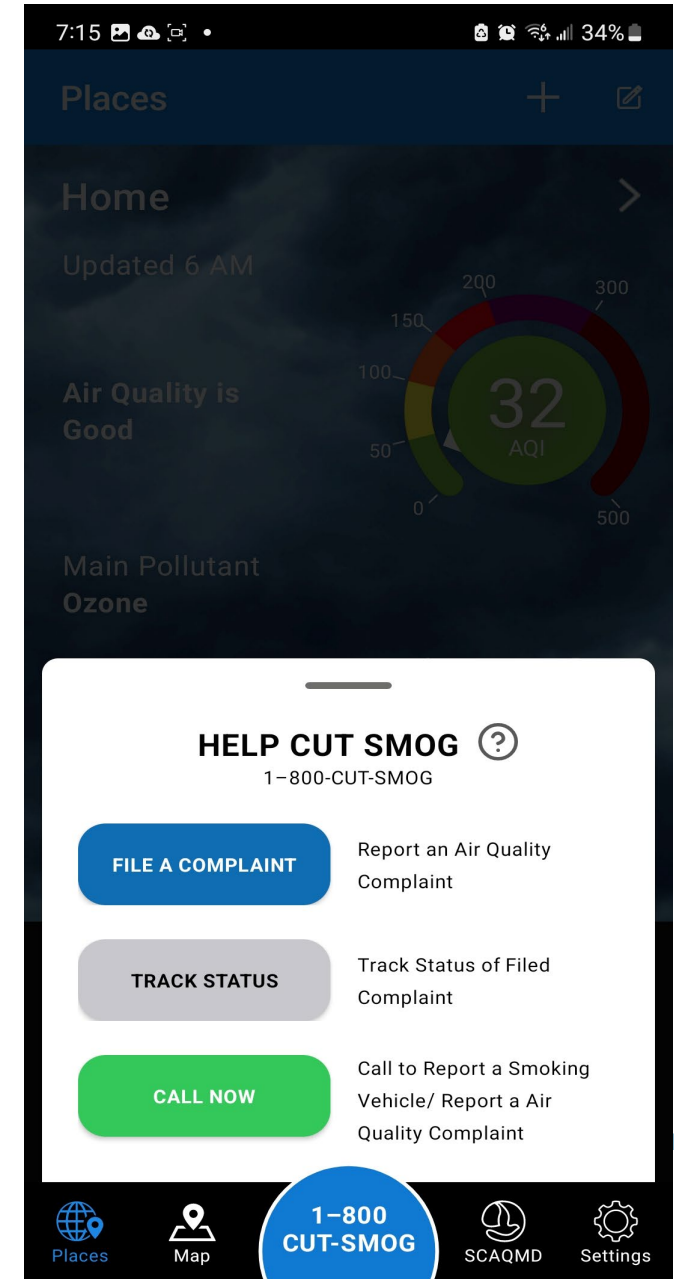 7:15
34%
Places
Home
Updated 6 AM
200
300
150
100
Air Quality is
Good
32
AQI
50
0
500
Main Pollutant
Ozone
HELP CUT SMOG ?
1-800-CUT-SMOG
FILE A COMPLAINT
Report an Air Quality
Complaint
TRACK STATUS
Track Status of Filed
Complaint
CALL NOW
Call to Report a Smoking
Vehicle/ Report a Air
Quality Complaint
1-800
CUT-SMOG
Places
Map
SCAQMD
Settings